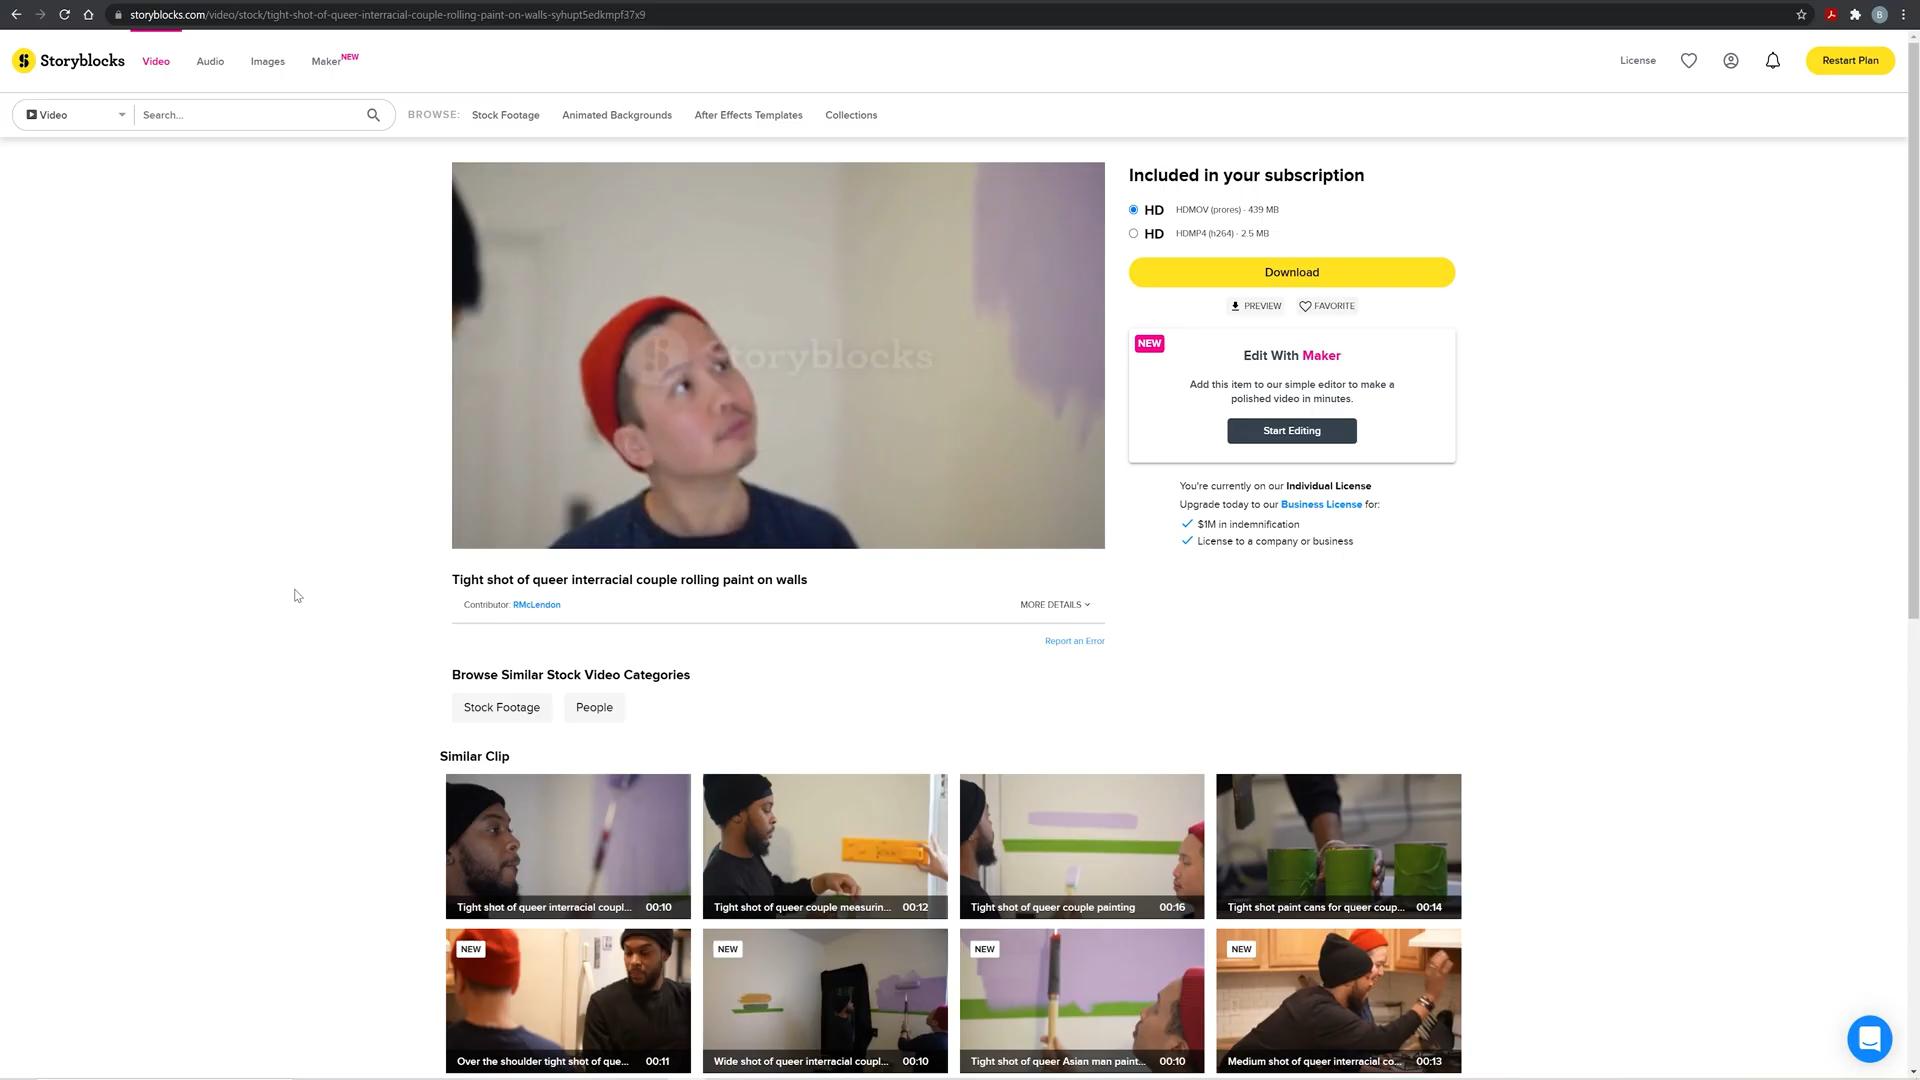 storyblocks.com/video/stock/tight-shot-of-queer-interracial-couple-rolling-paint-on-walls-syhupt5edkmpf37x9
B
Storyblocks
Video
Audio
Images
Maker NEW
License
Restart Plan
Video
Search...
BROWSE:
Stock Footage
Animated Backgrounds
After Effects Templates
Collections
Storyblocks
Included in your subscription
HD HDMOV (prores) - 439 MB
HD HDMP4 (h264) - 2.5 MB
Download
PREVIEW
FAVORITE
NEW
Edit With Maker
Add this item to our simple editor to make a
polished video in minutes.
Start Editing
You're currently on our Individual License
Upgrade today to our Business License for:
$1M in indemnification
License to a company or business
Tight shot of queer interracial couple rolling paint on walls
Contributor: RMcLendon
MORE DETAILS
Report an Error
Browse Similar Stock Video Categories
Stock Footage
People
Similar Clip
Tight shot of queer interracial coupl... 00:10
Tight shot of queer couple measurin... 00:12
Tight shot of queer couple painting 00:16
Tight shot paint cans for queer coup... 00:14
NEW
NEW
NEW
NEW
Over the shoulder tight shot of que... 00:11
Wide shot of queer interracial coupl... 00:10
Tight shot of queer Asian man paint... 00:10
Medium shot of queer interracial co... 00:13